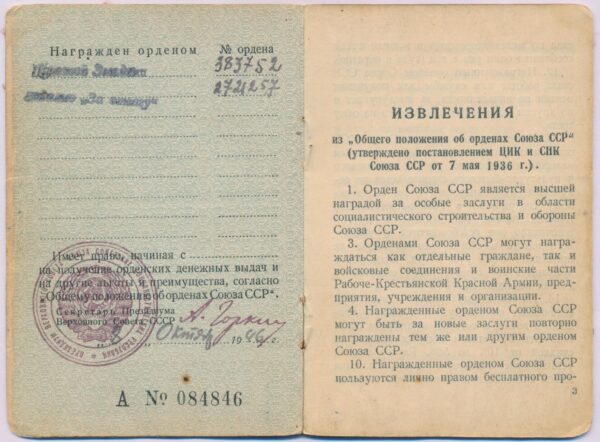 Награжден орденом
№ ордена
Красной Звезды
383752
медалью „За отвагу“
2721257
Имеет право начиная с
на получение орденских денежных выдач и
на другие льготы и преимущества, согласно
„Общему положению об орденах Союза ССР“.
Секретарь Президиума
Верховного Совета СССР А. Горкин
Октяб 19 г.
А № 084846
ИЗВЛЕЧЕНИЯ
из „Общего положения об орденах Союза ССР“
(утверждено постановлением ЦИК и СНК
Союза ССР от 7 мая 1936 г.).
1. Орден Союза ССР является высшей
наградой за особые заслуги в области
социалистического строительства и обороны
Союза ССР.
3. Орденами Союза ССР могут награж-
даться как отдельные граждане, так и
войсковые соединения и воинские части
Рабоче-Крестьянской Красной Армии, пред-
приятия, учреждения и организации.
4. Награжденные орденом Союза ССР
могут быть за новые заслуги повторно
награждены тем же или другим орденом
Союза ССР.
10. Награжденные орденом Союза ССР
пользуются лично правом бесплатного про-
3